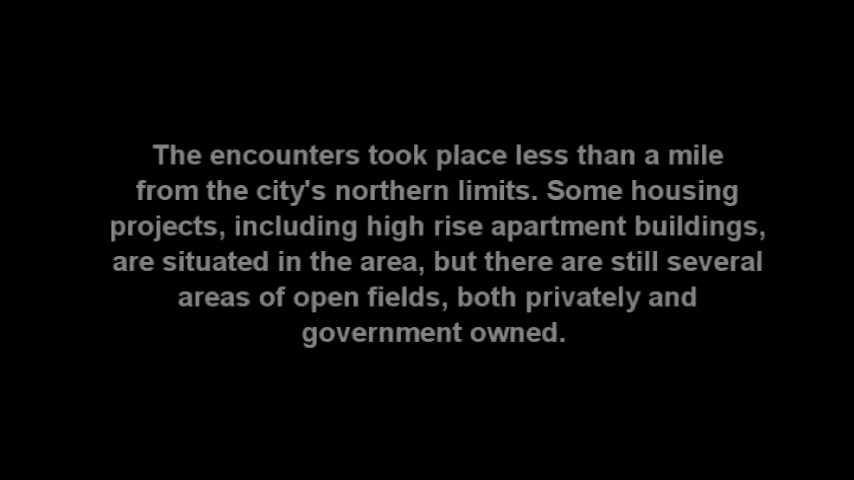 The encounters took place less than a mile
from the city's northern limits. Some housing
projects, including high rise apartment buildings,
are situated in the area, but there are still several
areas of open fields, both privately and
government owned.